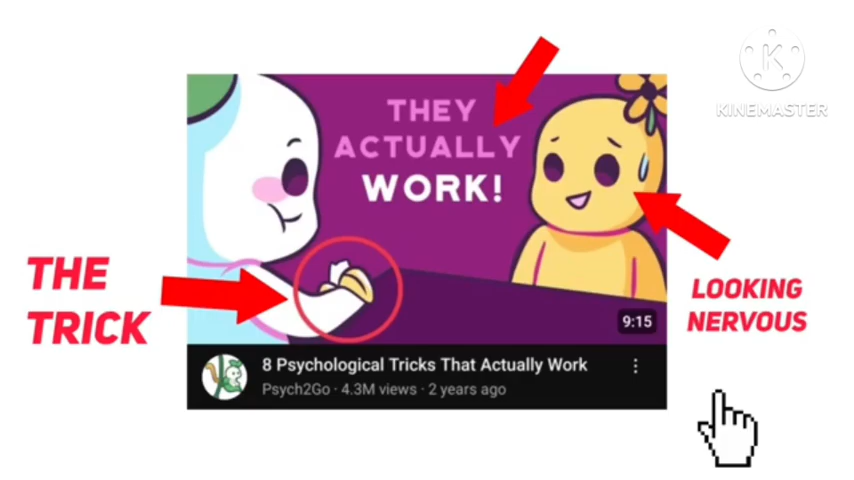 KINEMASTER
THEY
ACTUALLY
WORK!
THE
TRICK
LOOKING
NERVOUS
9:15
8 Psychological Tricks That Actually Work
Psych2Go · 4.3M views · 2 years ago